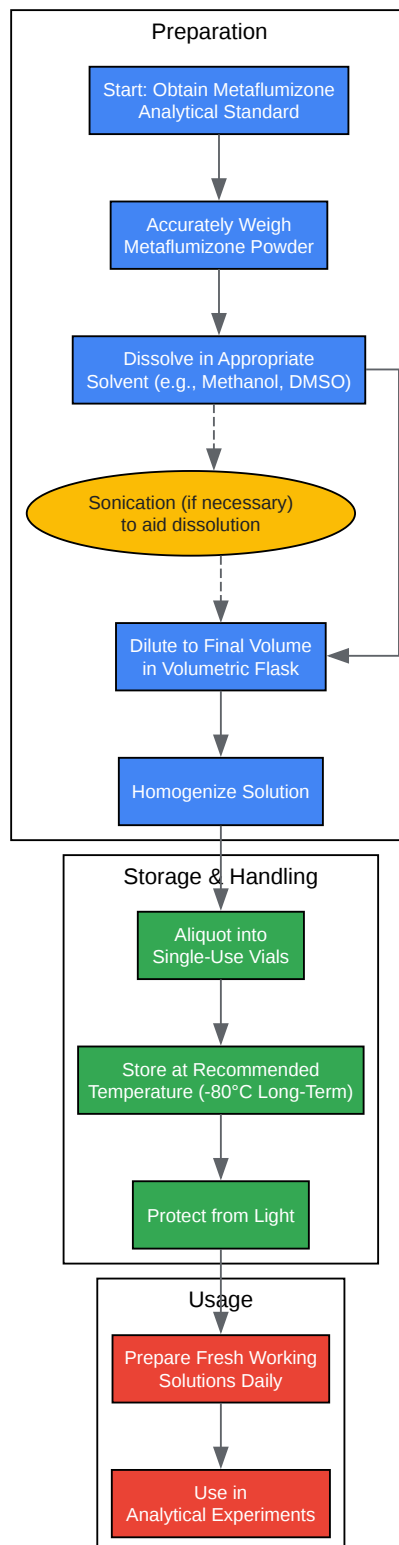 Preparation
Start: Obtain Metaflumizone
Analytical Standard
Accurately Weigh
Metaflumizone Powder
Dissolve in Appropriate
Solvent (e.g., Methanol, DMSO)
Sonication (if necessary)
to aid dissolution
Dilute to Final Volume
in Volumetric Flask
Homogenize Solution
Storage & Handling
Aliquot into
Single-Use Vials
Store at Recommended
Temperature (-80°C Long-Term)
Protect from Light
Usage
Prepare Fresh Working
Solutions Daily
Use in
Analytical Experiments